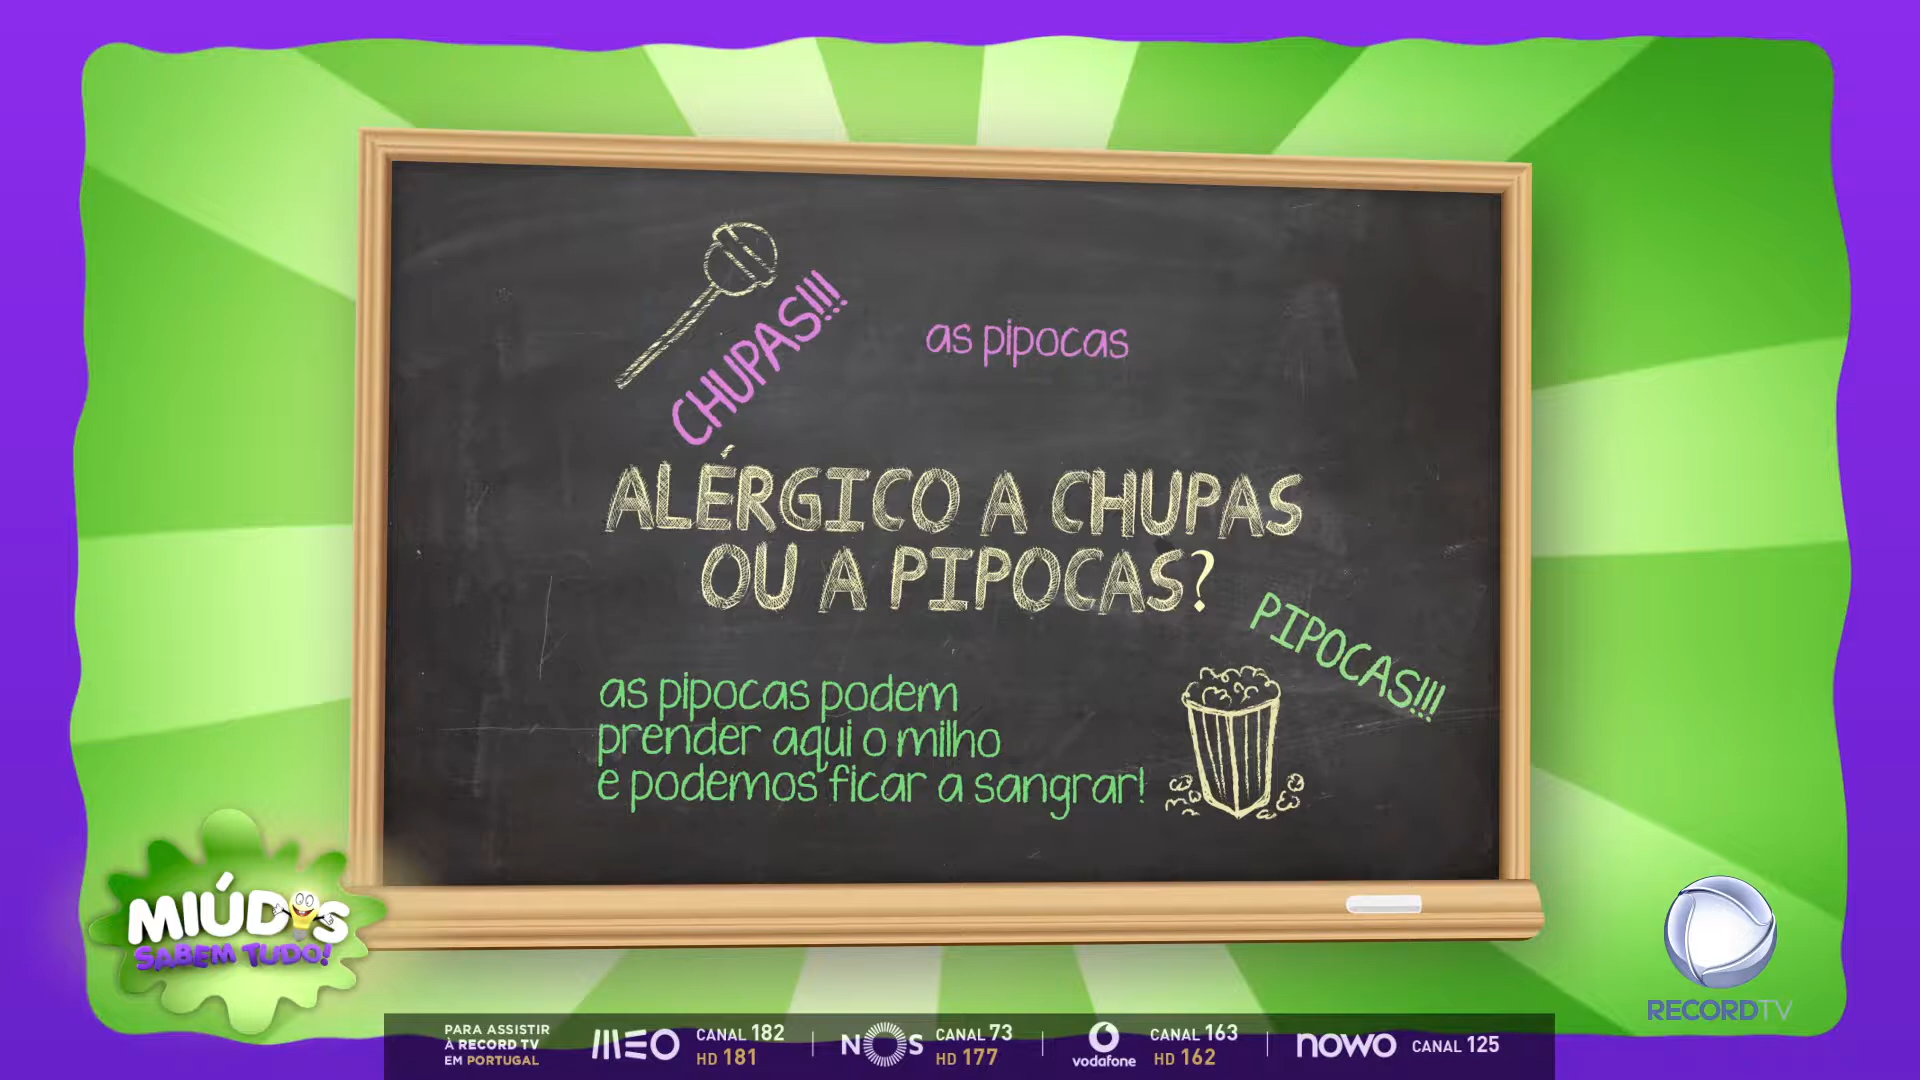 CHUPAS!!!
as pipocas
ALÉRGICO A CHUPAS
OU A PIPOCAS?
PIPOCAS!!!
as pipocas podem
prender aqui o milho
e podemos ficar a sangrar!
MIÚDOS
SABEM TUDO!
RECORDTV
PARA ASSISTIR
À RECORD TV
EM PORTUGAL
MEO
CANAL 182
HD 181
NOS
CANAL 73
HD 177
vodafone
CANAL 163
HD 162
nowo
CANAL 125